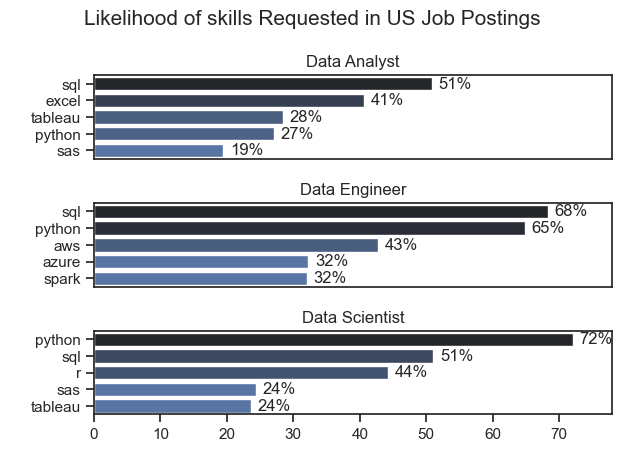 Likelihood of skills Requested in US Job Postings
Data Analyst
sql 51%
excel 41%
tableau 28%
python 27%
sas 19%
Data Engineer
sql 68%
python 65%
aws 43%
azure 32%
spark 32%
Data Scientist
python 72%
sql 51%
r 44%
sas 24%
tableau 24%
0 10 20 30 40 50 60 70